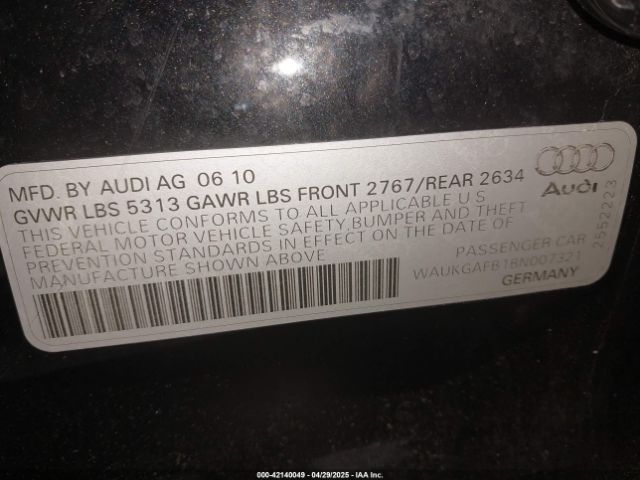 MFD. BY AUDI AG 06 10
GVWR LBS 5313 GAWR LBS FRONT 2767/REAR 2634
THIS VEHICLE CONFORMS TO ALL APPLICABLE U S
FEDERAL MOTOR VEHICLE SAFETY,BUMPER AND THEFT
PREVENTION STANDARDS IN EFFECT ON THE DATE OF
MANUFACTURE SHOWN ABOVE
PASSENGER CAR
WAUKGAFB1BN007321
GERMANY
Audi
2552223
000-42140049 - 04/29/2025 - IAA Inc.